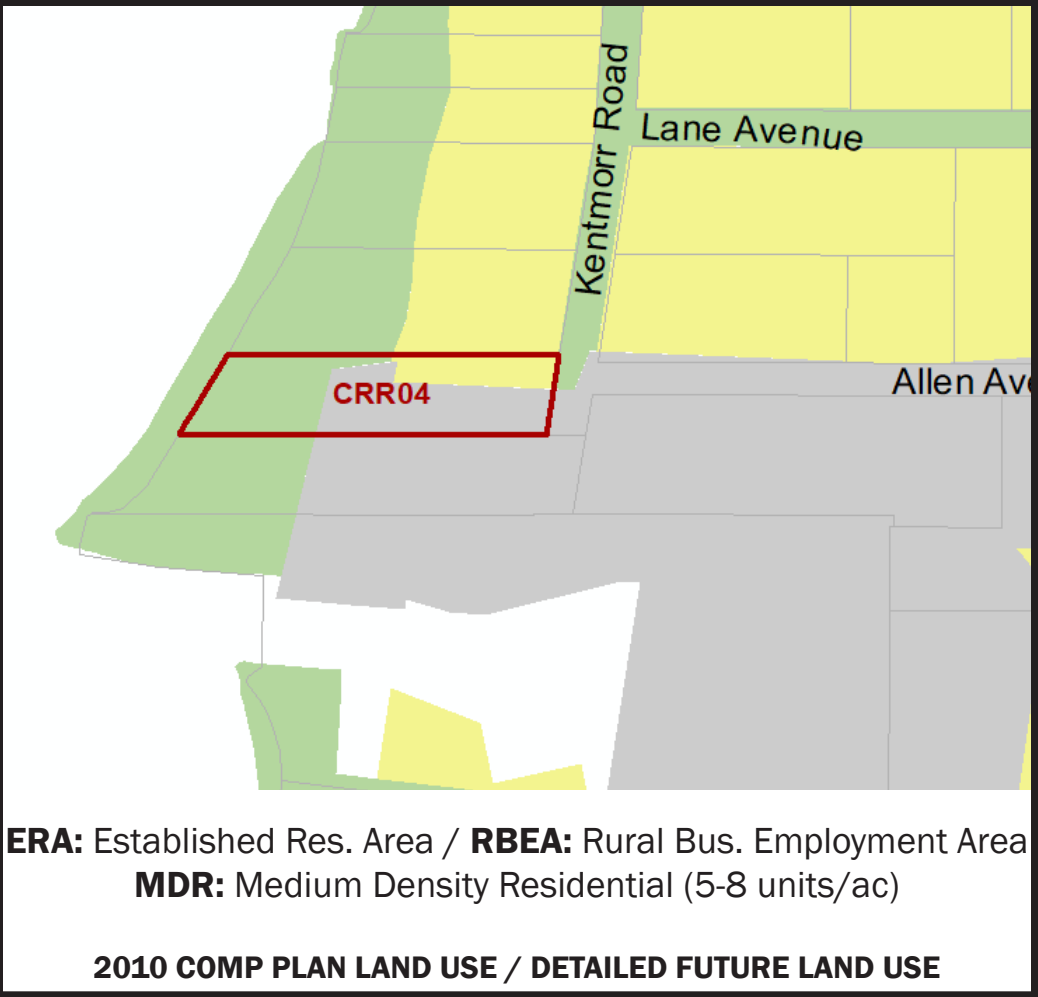 Kentmorr Road
Lane Avenue
Allen Ave
CRR04
ERA: Established Res. Area / RBEA: Rural Bus. Employment Area
MDR: Medium Density Residential (5-8 units/ac)
2010 COMP PLAN LAND USE / DETAILED FUTURE LAND USE